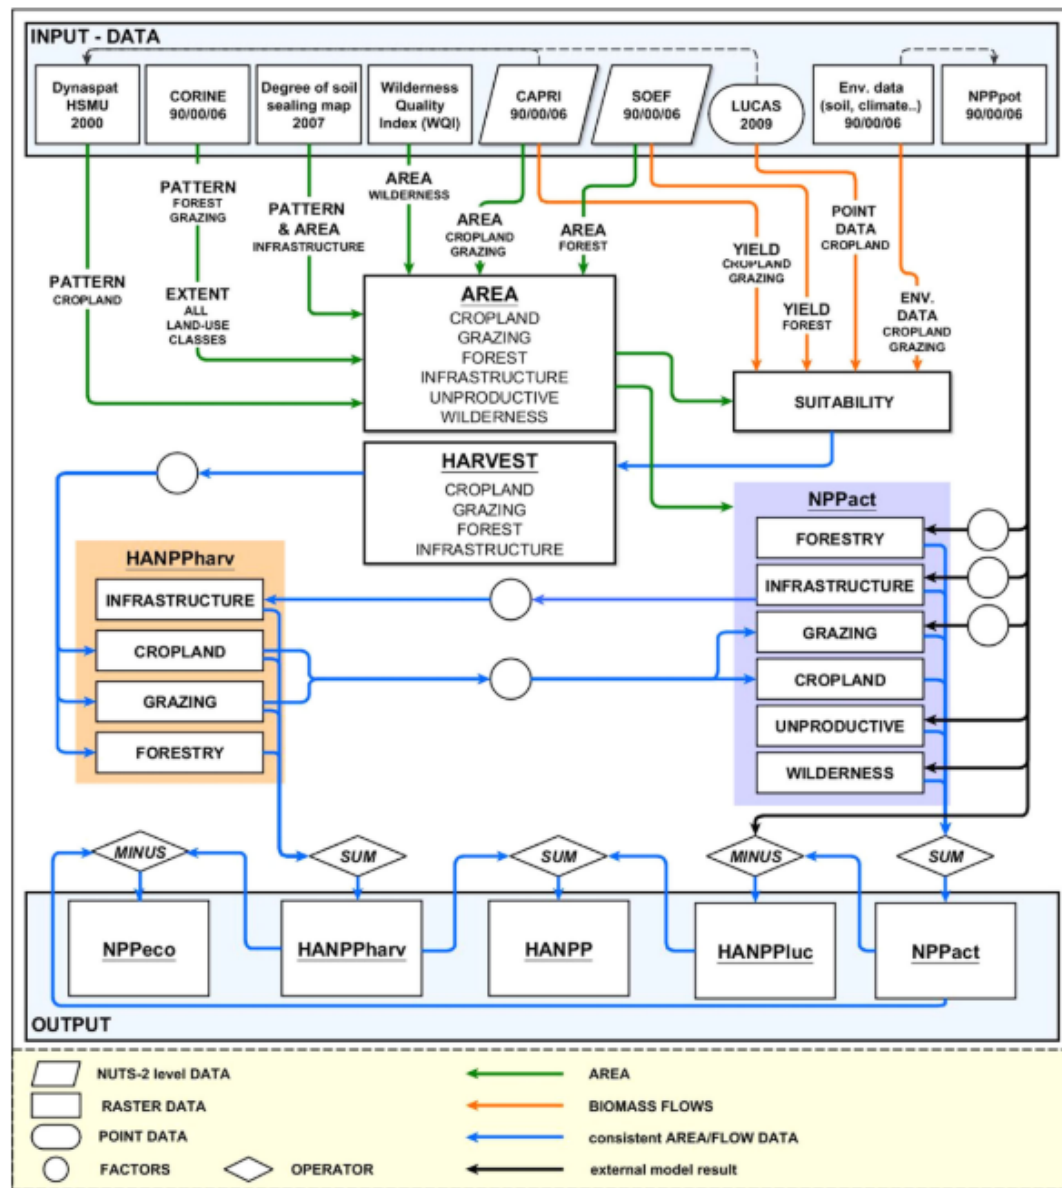 INPUT - DATA
Dynaspat
HSMU
2000
CORINE
90/00/06
Degree of soil
sealing map
2007
Wilderness
Quality
Index (WQI)
CAPRI
90/00/06
SOEF
90/00/06
LUCAS
2009
Env. data
(soil, climate..)
90/00/06
NPPpot
90/00/06
PATTERN
CROPLAND
PATTERN
FOREST
GRAZING
EXTENT
ALL
LAND-USE
CLASSES
PATTERN
& AREA
INFRASTRUCTURE
AREA
WILDERNESS
AREA
CROPLAND
GRAZING
AREA
FOREST
YIELD
CROPLAND
GRAZING
YIELD
FOREST
POINT
DATA
CROPLAND
ENV.
DATA
CROPLAND
GRAZING
AREA
CROPLAND
GRAZING
FOREST
INFRASTRUCTURE
UNPRODUCTIVE
WILDERNESS
SUITABILITY
HARVEST
CROPLAND
GRAZING
FOREST
INFRASTRUCTURE
HANPPharv
INFRASTRUCTURE
CROPLAND
GRAZING
FORESTRY
NPPact
FORESTRY
INFRASTRUCTURE
GRAZING
CROPLAND
UNPRODUCTIVE
WILDERNESS
MINUS
SUM
SUM
MINUS
SUM
NPPeco
HANPPharv
HANPP
HANPPluc
NPPact
OUTPUT
NUTS-2 level DATA
RASTER DATA
POINT DATA
FACTORS
OPERATOR
AREA
BIOMASS FLOWS
consistent AREA/FLOW DATA
external model result